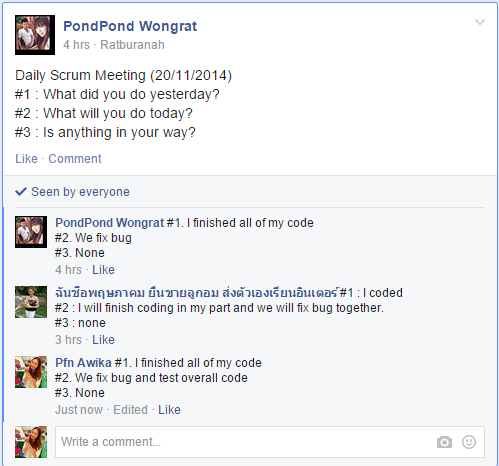 PondPond Wongrat
4 hrs · Ratburanah
Daily Scrum Meeting (20/11/2014)
#1 : What did you do yesterday?
#2 : What will you do today?
#3 : Is anything in your way?
Like · Comment
Seen by everyone
PondPond Wongrat #1. I finished all of my code
#2. We fix bug
#3. None
4 hrs · Like
ฉันชื่อพฤษภาคม ยืนขายลูกอม ส่งตัวเองเรียนอินเตอร์ #1 : I coded
#2 : I will finish coding in my part and we will fix bug together.
#3 : none
3 hrs · Like
Pfn Awika #1. I finished all of my code
#2. We fix bug and test overall code
#3. None
Just now · Edited · Like
Write a comment...